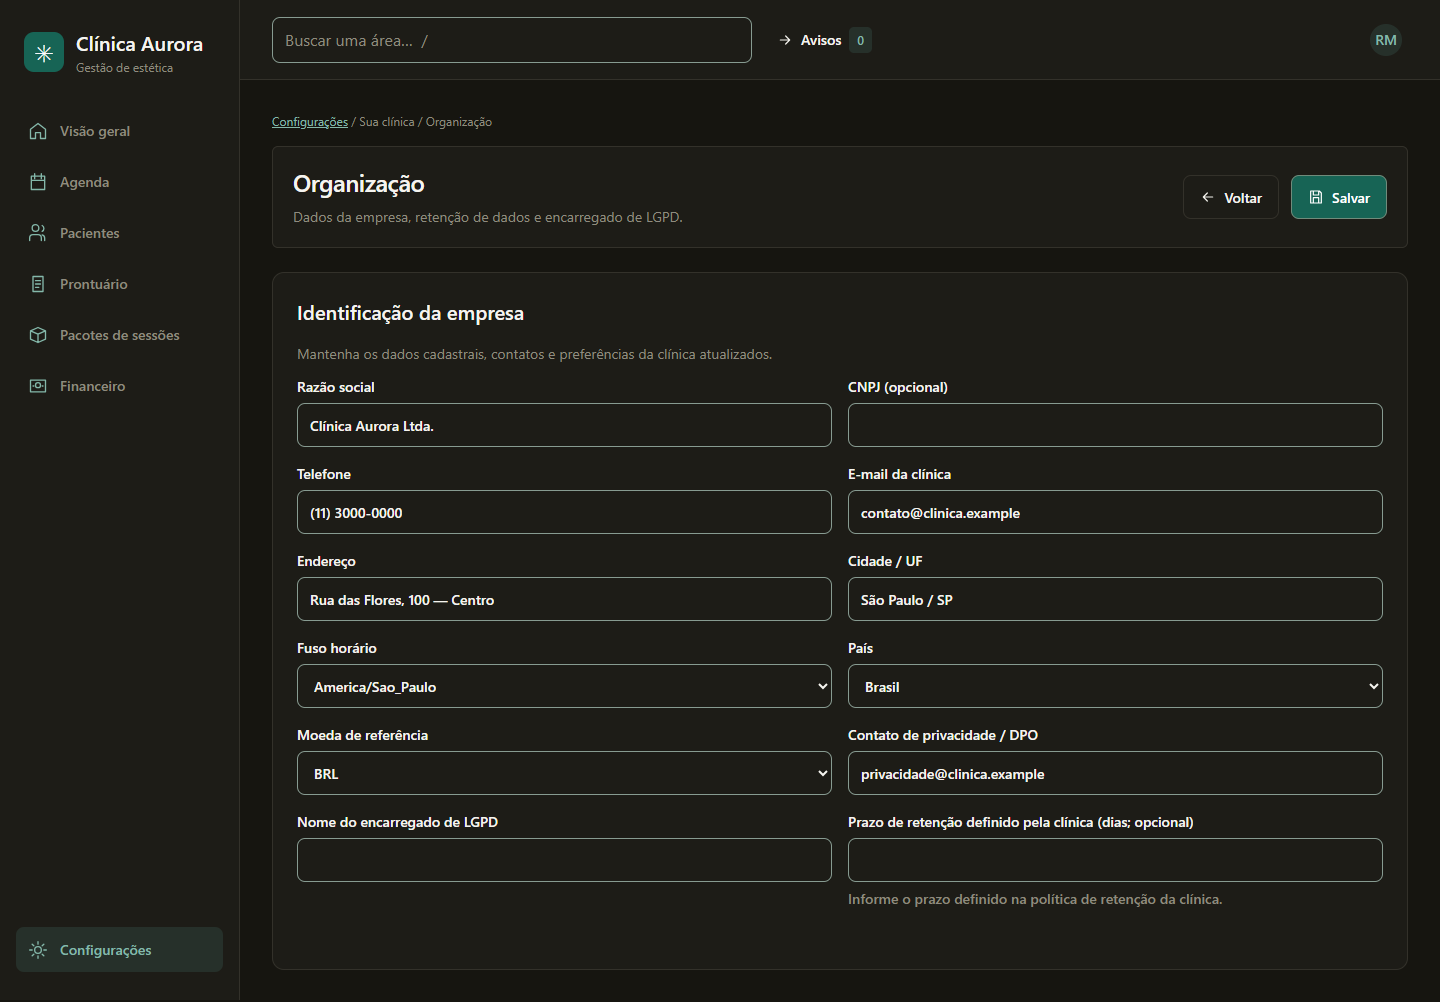 Clínica Aurora
Gestão de estética
Visão geral
Agenda
Pacientes
Prontuário
Pacotes de sessões
Financeiro
Configurações
Buscar uma área... /
→ Avisos 0
RM
Configurações / Sua clínica / Organização
Organização
Dados da empresa, retenção de dados e encarregado de LGPD.
← Voltar
Salvar
Identificação da empresa
Mantenha os dados cadastrais, contatos e preferências da clínica atualizados.
Razão social
Clínica Aurora Ltda.
CNPJ (opcional)
Telefone
(11) 3000-0000
E-mail da clínica
contato@clinica.example
Endereço
Rua das Flores, 100 — Centro
Cidade / UF
São Paulo / SP
Fuso horário
America/Sao_Paulo
País
Brasil
Moeda de referência
BRL
Contato de privacidade / DPO
privacidade@clinica.example
Nome do encarregado de LGPD
Prazo de retenção definido pela clínica (dias; opcional)
Informe o prazo definido na política de retenção da clínica.